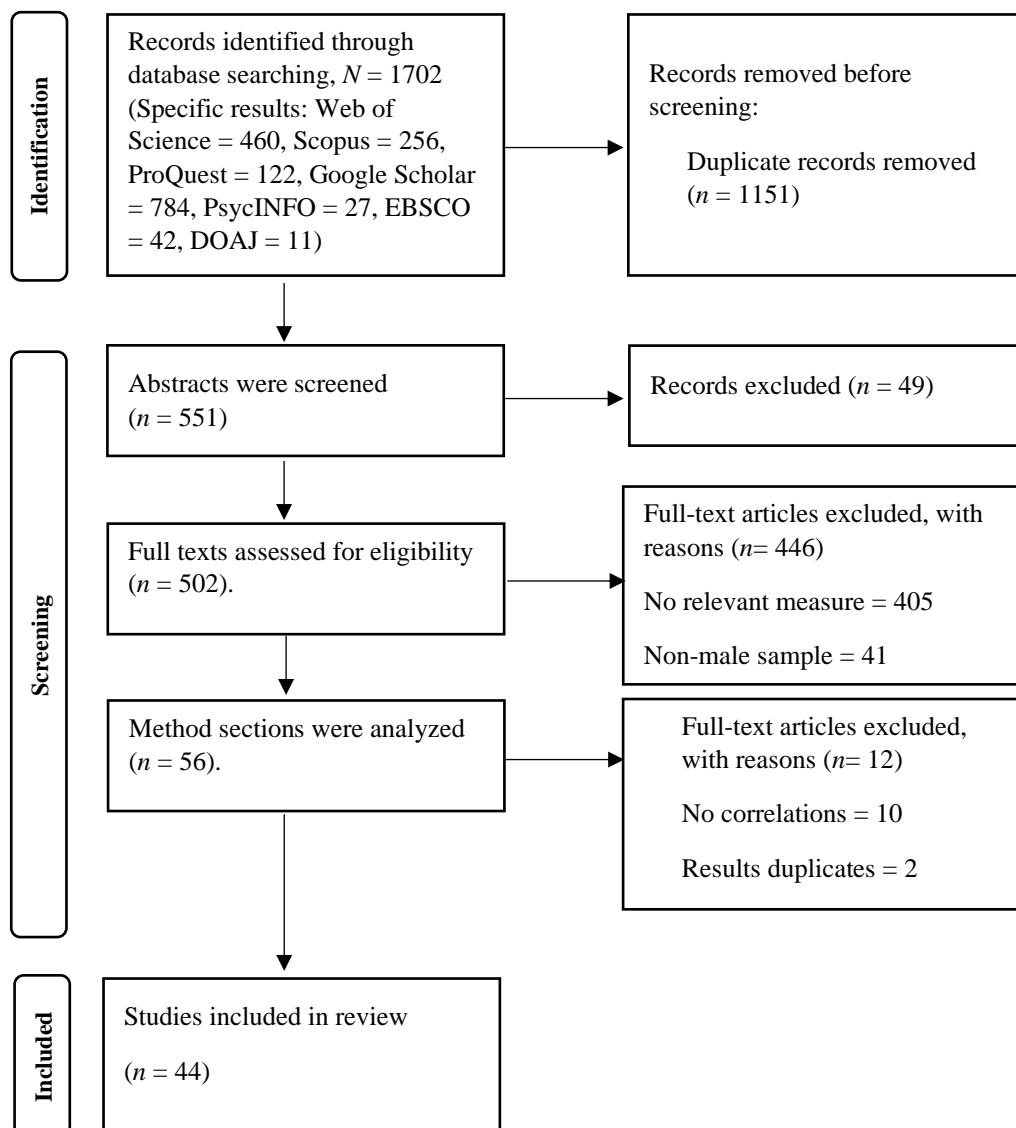 Identification
Records identified through
database searching, N = 1702
(Specific results: Web of
Science = 460, Scopus = 256,
ProQuest = 122, Google Scholar
= 784, PsycINFO = 27, EBSCO
= 42, DOAJ = 11)
Records removed before
screening:
Duplicate records removed
(n = 1151)
Screening
Abstracts were screened
(n = 551)
Records excluded (n = 49)
Full texts assessed for eligibility
(n = 502).
Full-text articles excluded, with
reasons (n= 446)
No relevant measure = 405
Non-male sample = 41
Method sections were analyzed
(n = 56).
Full-text articles excluded,
with reasons (n= 12)
No correlations = 10
Results duplicates = 2
Included
Studies included in review
(n = 44)